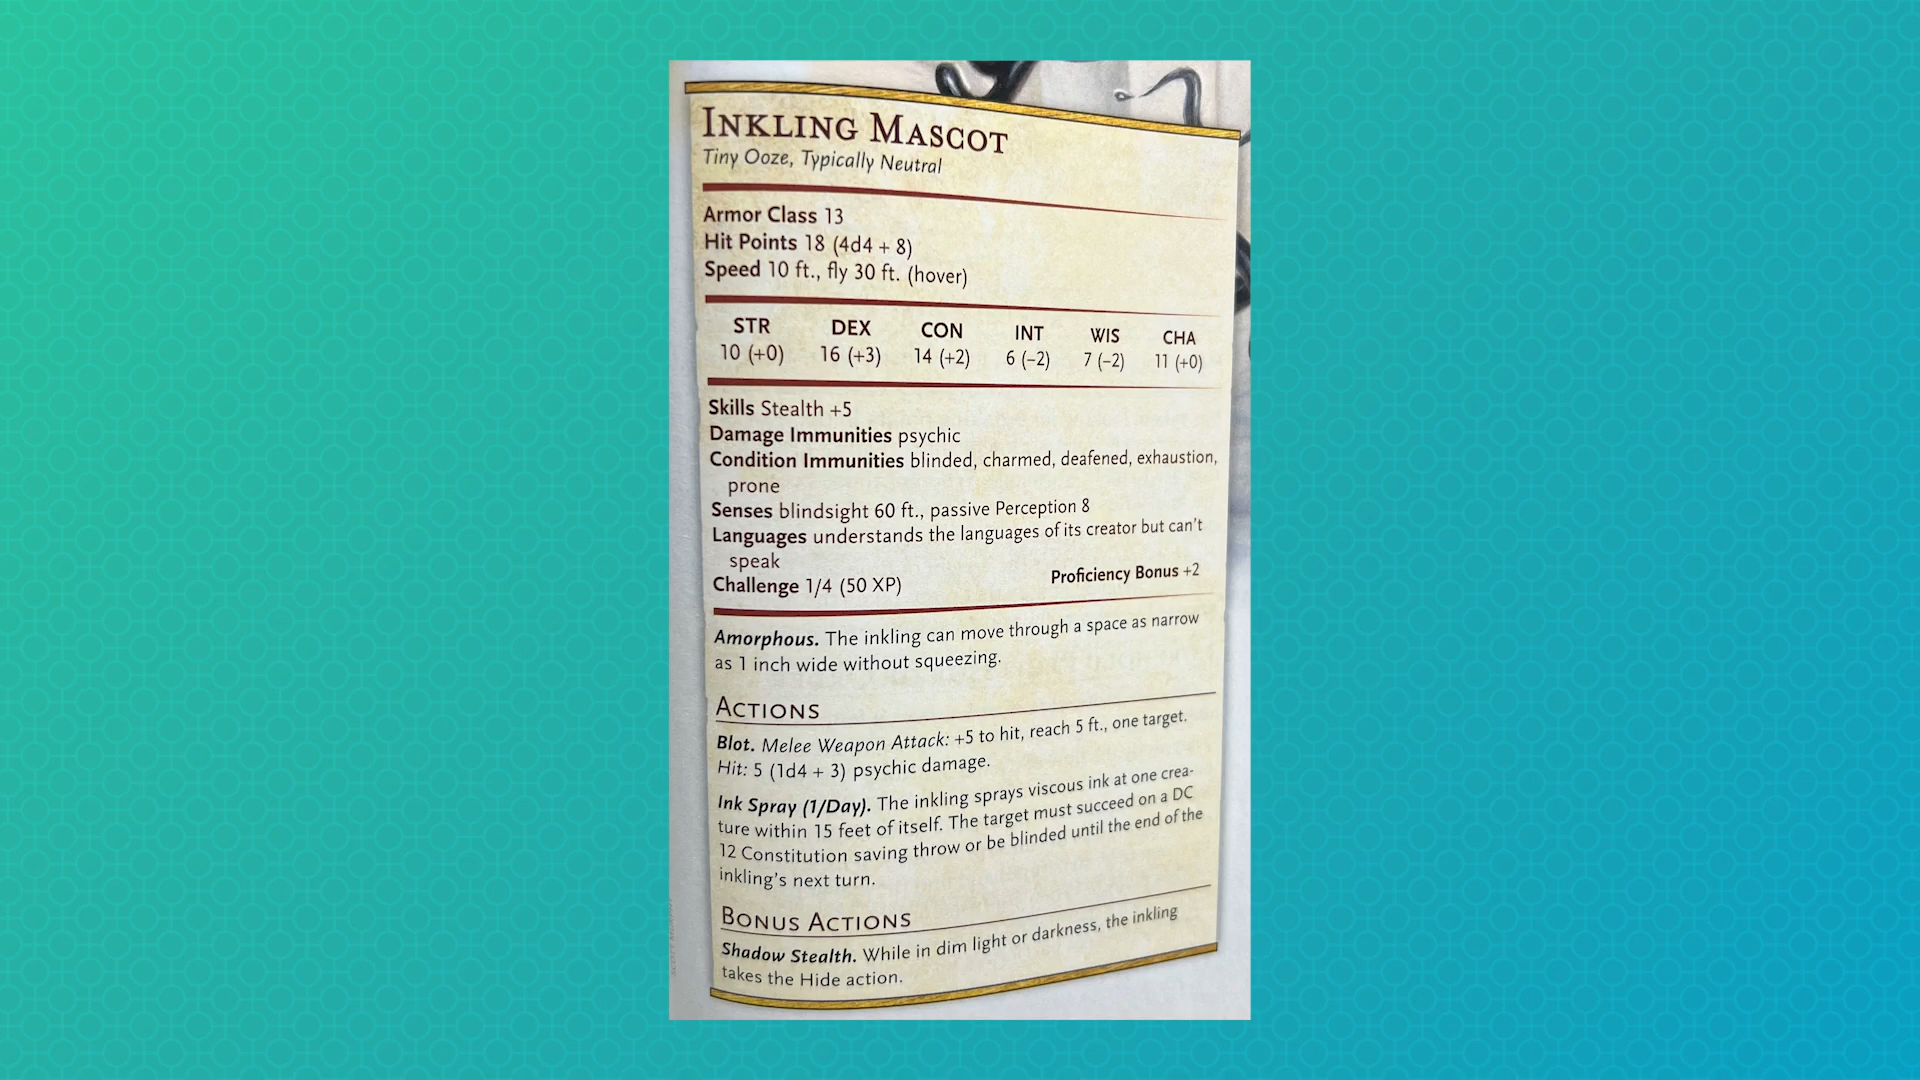 INKLING MASCOT
Tiny Ooze, Typically Neutral
Armor Class 13
Hit Points 18 (4d4 + 8)
Speed 10 ft., fly 30 ft. (hover)
STR DEX CON INT WIS CHA
10 (+0) 16 (+3) 14 (+2) 6 (−2) 7 (−2) 11 (+0)
Skills Stealth +5
Damage Immunities psychic
Condition Immunities blinded, charmed, deafened, exhaustion,
prone
Senses blindsight 60 ft., passive Perception 8
Languages understands the languages of its creator but can't
speak
Challenge 1/4 (50 XP) Proficiency Bonus +2
Amorphous. The inkling can move through a space as narrow
as 1 inch wide without squeezing.
ACTIONS
Blot. Melee Weapon Attack: +5 to hit, reach 5 ft., one target.
Hit: 5 (1d4 + 3) psychic damage.
Ink Spray (1/Day). The inkling sprays viscous ink at one crea-
ture within 15 feet of itself. The target must succeed on a DC
12 Constitution saving throw or be blinded until the end of the
inkling's next turn.
BONUS ACTIONS
Shadow Stealth. While in dim light or darkness, the inkling
takes the Hide action.